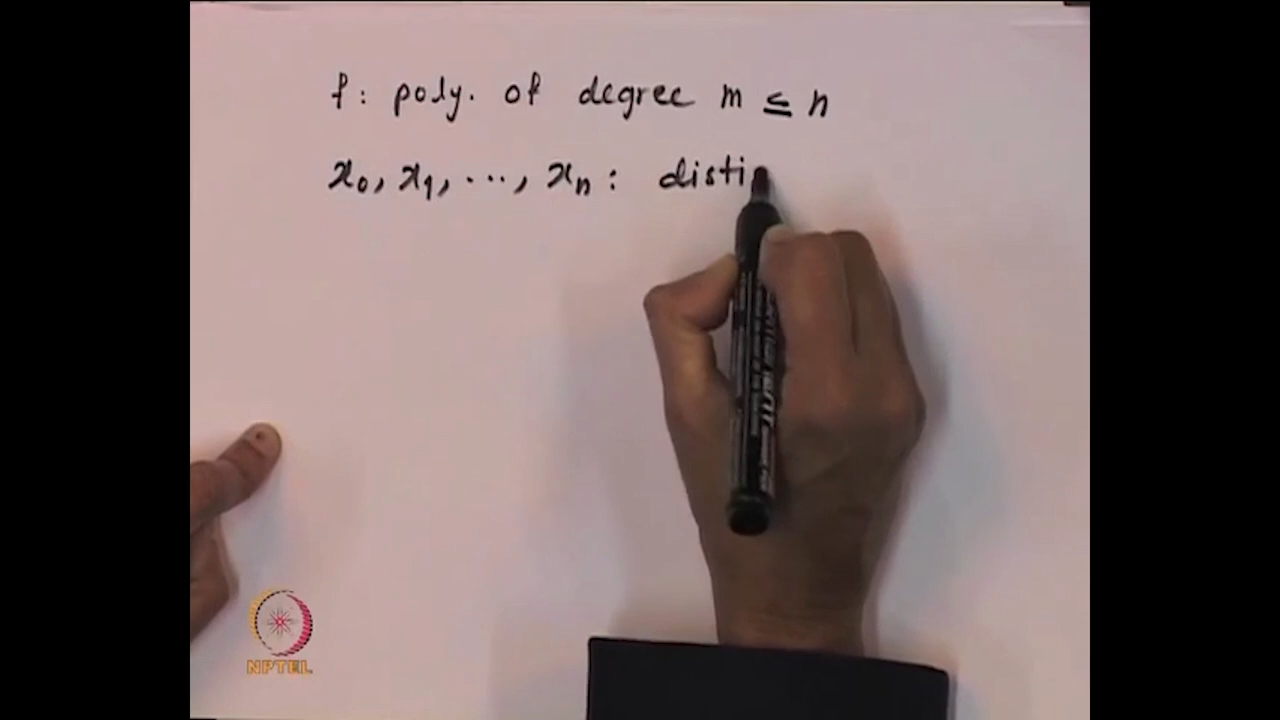 f: poly. of degree m ≤ n
x₀, x₁, ..., xₙ: disti
NPTEL